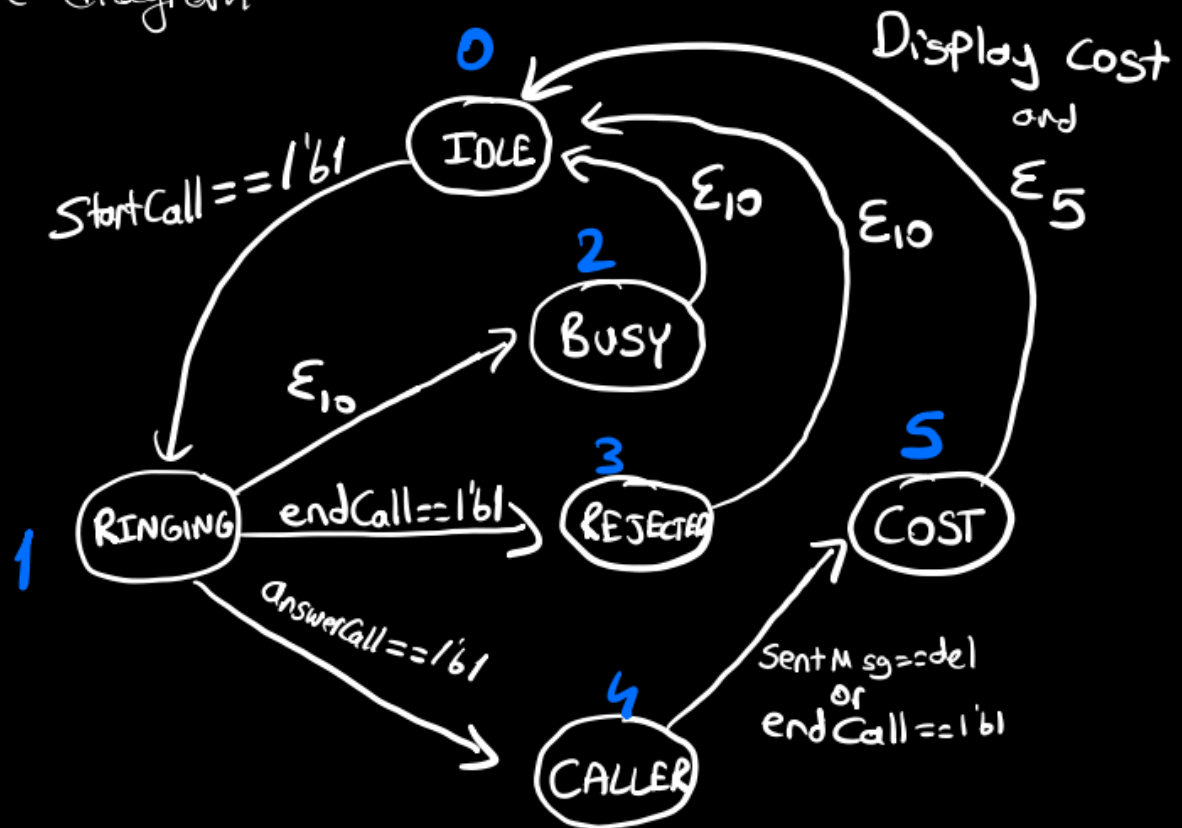 diagram
0
Display cost
and
ε5
IDLE
StartCall==1'b1
ε10
ε10
2
BUSY
ε10
5
3
1
RINGING
endCall==1'b1
REJECTED
COST
answerCall==1'b1
SentMsg==del
or
endCall==1'b1
4
CALLER